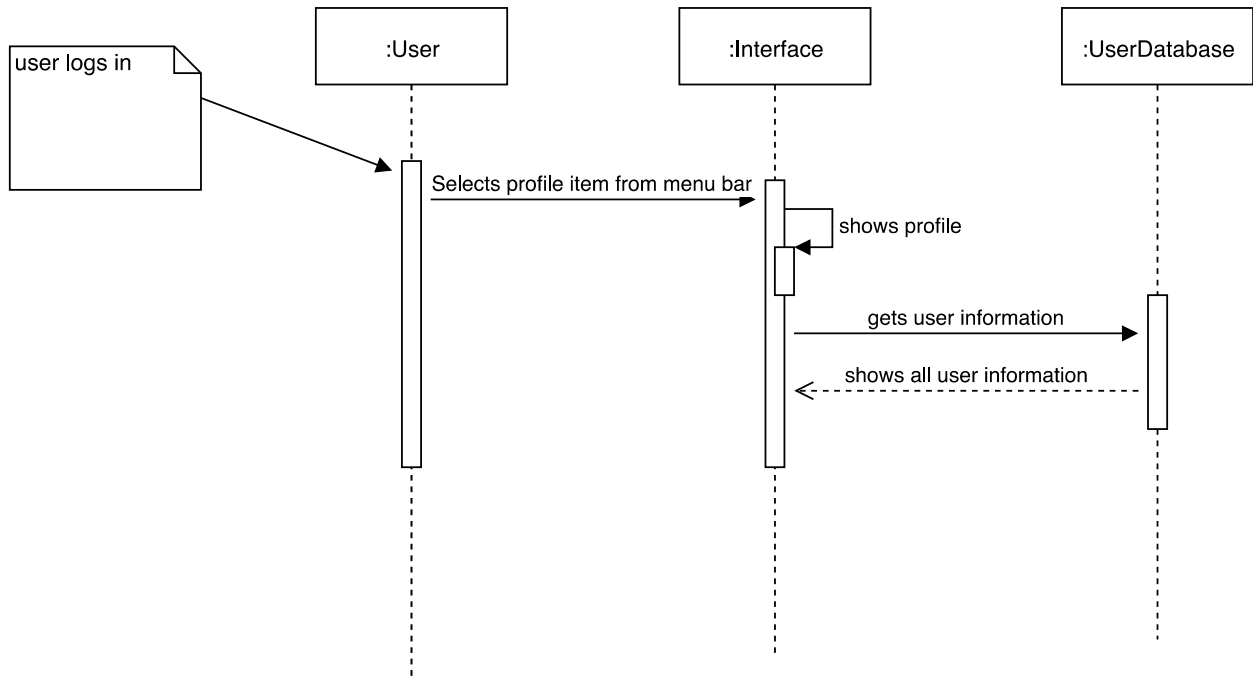 :User
:Interface
:UserDatabase
user logs in
Selects profile item from menu bar
shows profile
gets user information
shows all user information